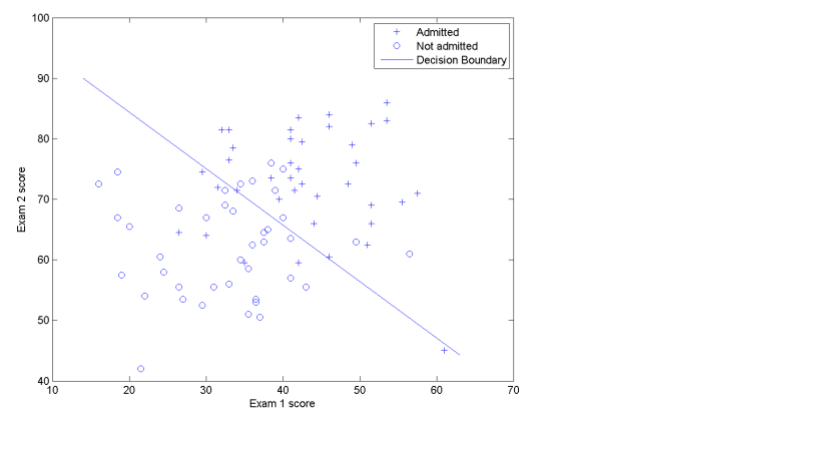 100
Admitted
Not admitted
Decision Boundary
90
80
Exam 2 score
70
60
50
40
10 20 30 40 50 60 70
Exam 1 score